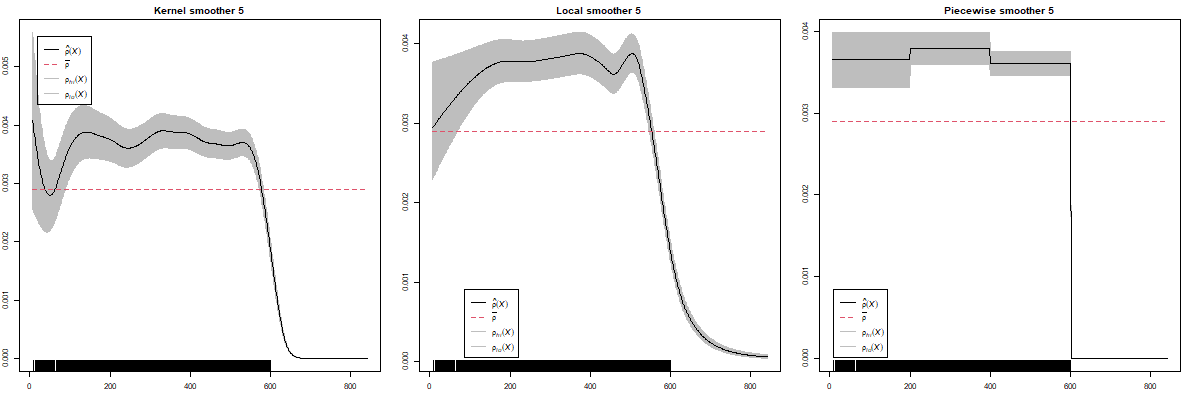 Kernel smoother 5
ρ̂(X)
ρ̅
ρhi(X)
ρlo(X)
0.000
0.001
0.002
0.003
0.004
0.005
0
200
400
600
800
Local smoother 5
ρ̂(X)
ρ̅
ρhi(X)
ρlo(X)
0.000
0.001
0.002
0.003
0.004
0
200
400
600
800
Piecewise smoother 5
ρ̂(X)
ρ̅
ρhi(X)
ρlo(X)
0.000
0.001
0.002
0.003
0.004
0
200
400
600
800